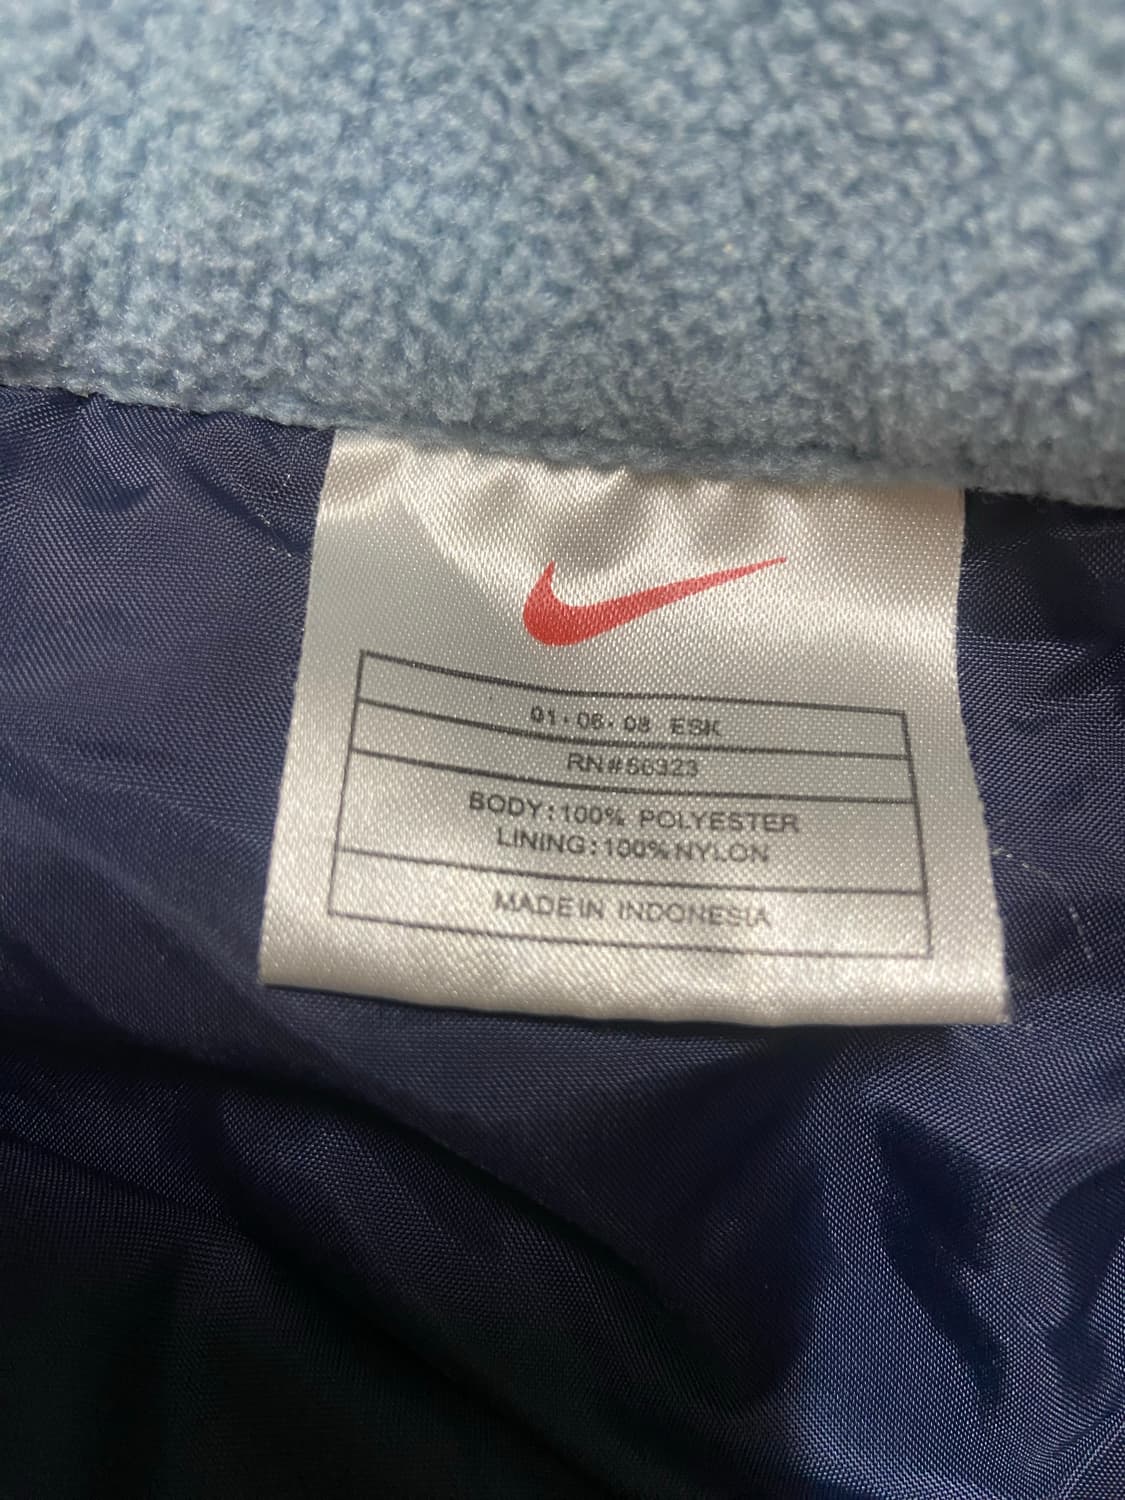 01.06.08 ESK
RN#56323
BODY:100% POLYESTER
LINING:100% NYLON
MADE IN INDONESIA